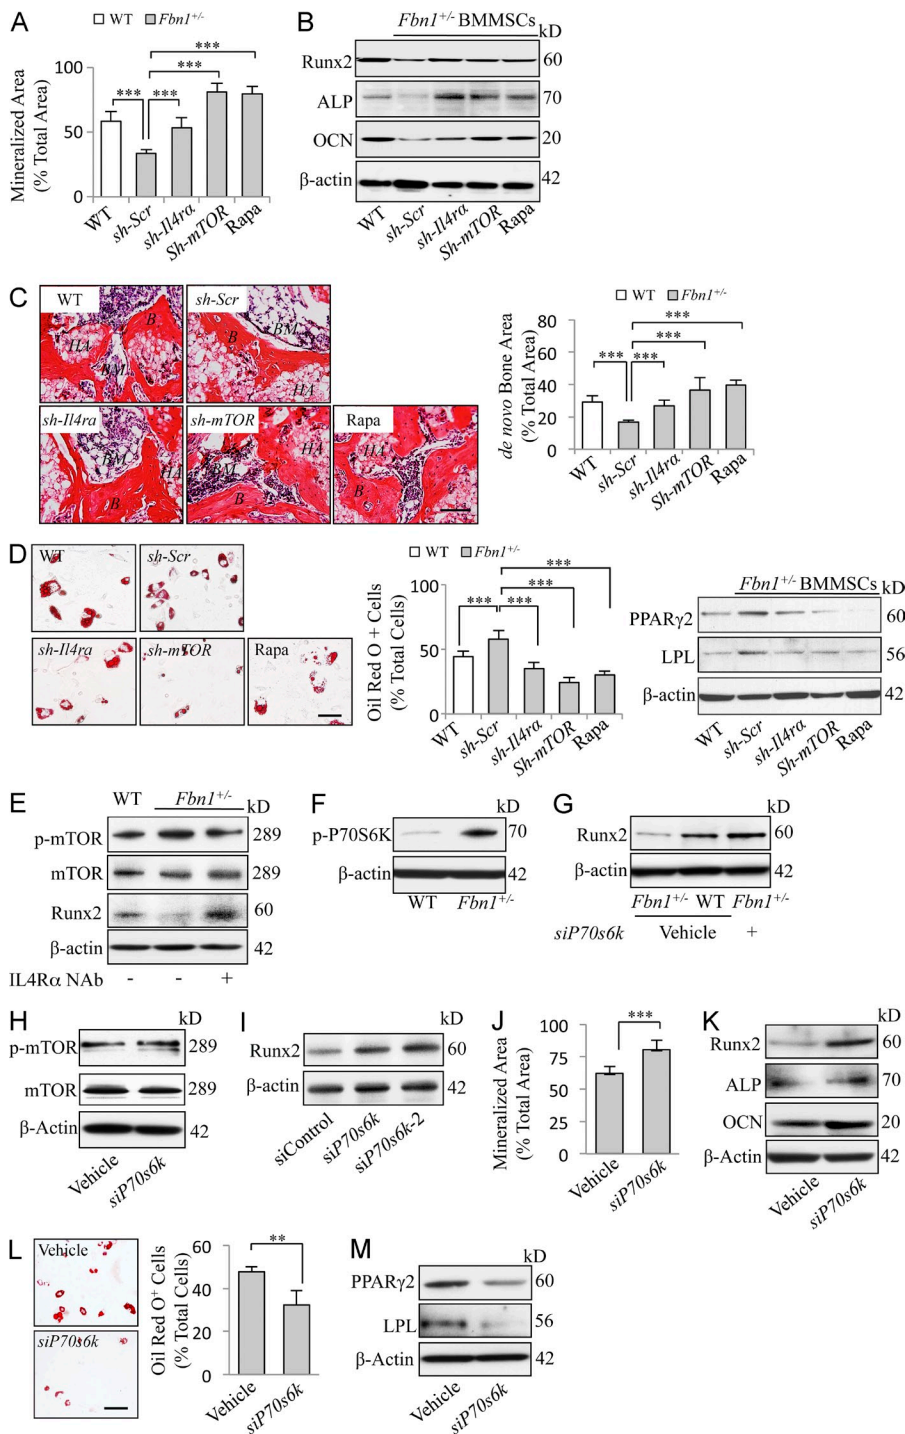 A
WT Fbn1+/-
Mineralized Area
(% Total Area)
100
50
0
*** *** *** ***
WT sh-Scr sh-Il4rα Sh-mTOR Rapa
B
Fbn1+/- BMMSCs
kD
Runx2 60
ALP 70
OCN 20
β-actin 42
WT sh-Scr sh-Il4rα Sh-mTOR Rapa
C
WT
B
HA
BM
sh-Scr
B
BM
HA
sh-Il4ra
BM
HA
B
sh-mTOR
HA
BM
B
Rapa
HA
BM
B
WT Fbn1+/-
de novo Bone Area
(% Total Area)
80
60
40
20
0
*** *** *** ***
WT sh-Scr sh-Il4rα Sh-mTOR Rapa
D
WT
sh-Scr
sh-Il4ra
sh-mTOR
Rapa
WT Fbn1+/-
Oil Red O + Cells
(% Total Cells)
100
50
0
*** *** *** ***
WT sh-Scr sh-Il4rα Sh-mTOR Rapa
Fbn1+/- BMMSCs
kD
PPARγ2 60
LPL 56
β-actin 42
WT sh-Scr sh-Il4rα Sh-mTOR Rapa
E
WT Fbn1+/-
kD
p-mTOR 289
mTOR 289
Runx2 60
β-actin 42
IL4Rα NAb - - +
F
kD
p-P70S6K 70
β-actin 42
WT Fbn1+/-
G
kD
Runx2 60
β-actin 42
Fbn1+/- WT Fbn1+/-
siP70s6k Vehicle +
H
kD
p-mTOR 289
mTOR 289
β-Actin 42
Vehicle siP70s6k
I
kD
Runx2 60
β-actin 42
siControl siP70s6k siP70s6k-2
J
Mineralized Area
(% Total Area)
100
75
50
25
0
***
Vehicle siP70s6k
K
kD
Runx2 60
ALP 70
OCN 20
β-Actin 42
Vehicle siP70s6k
L
Vehicle
siP70s6k
Oil Red O+ Cells
(% Total Cells)
60
40
20
0
**
Vehicle siP70s6k
M
kD
PPARγ2 60
LPL 56
β-Actin 42
Vehicle siP70s6k